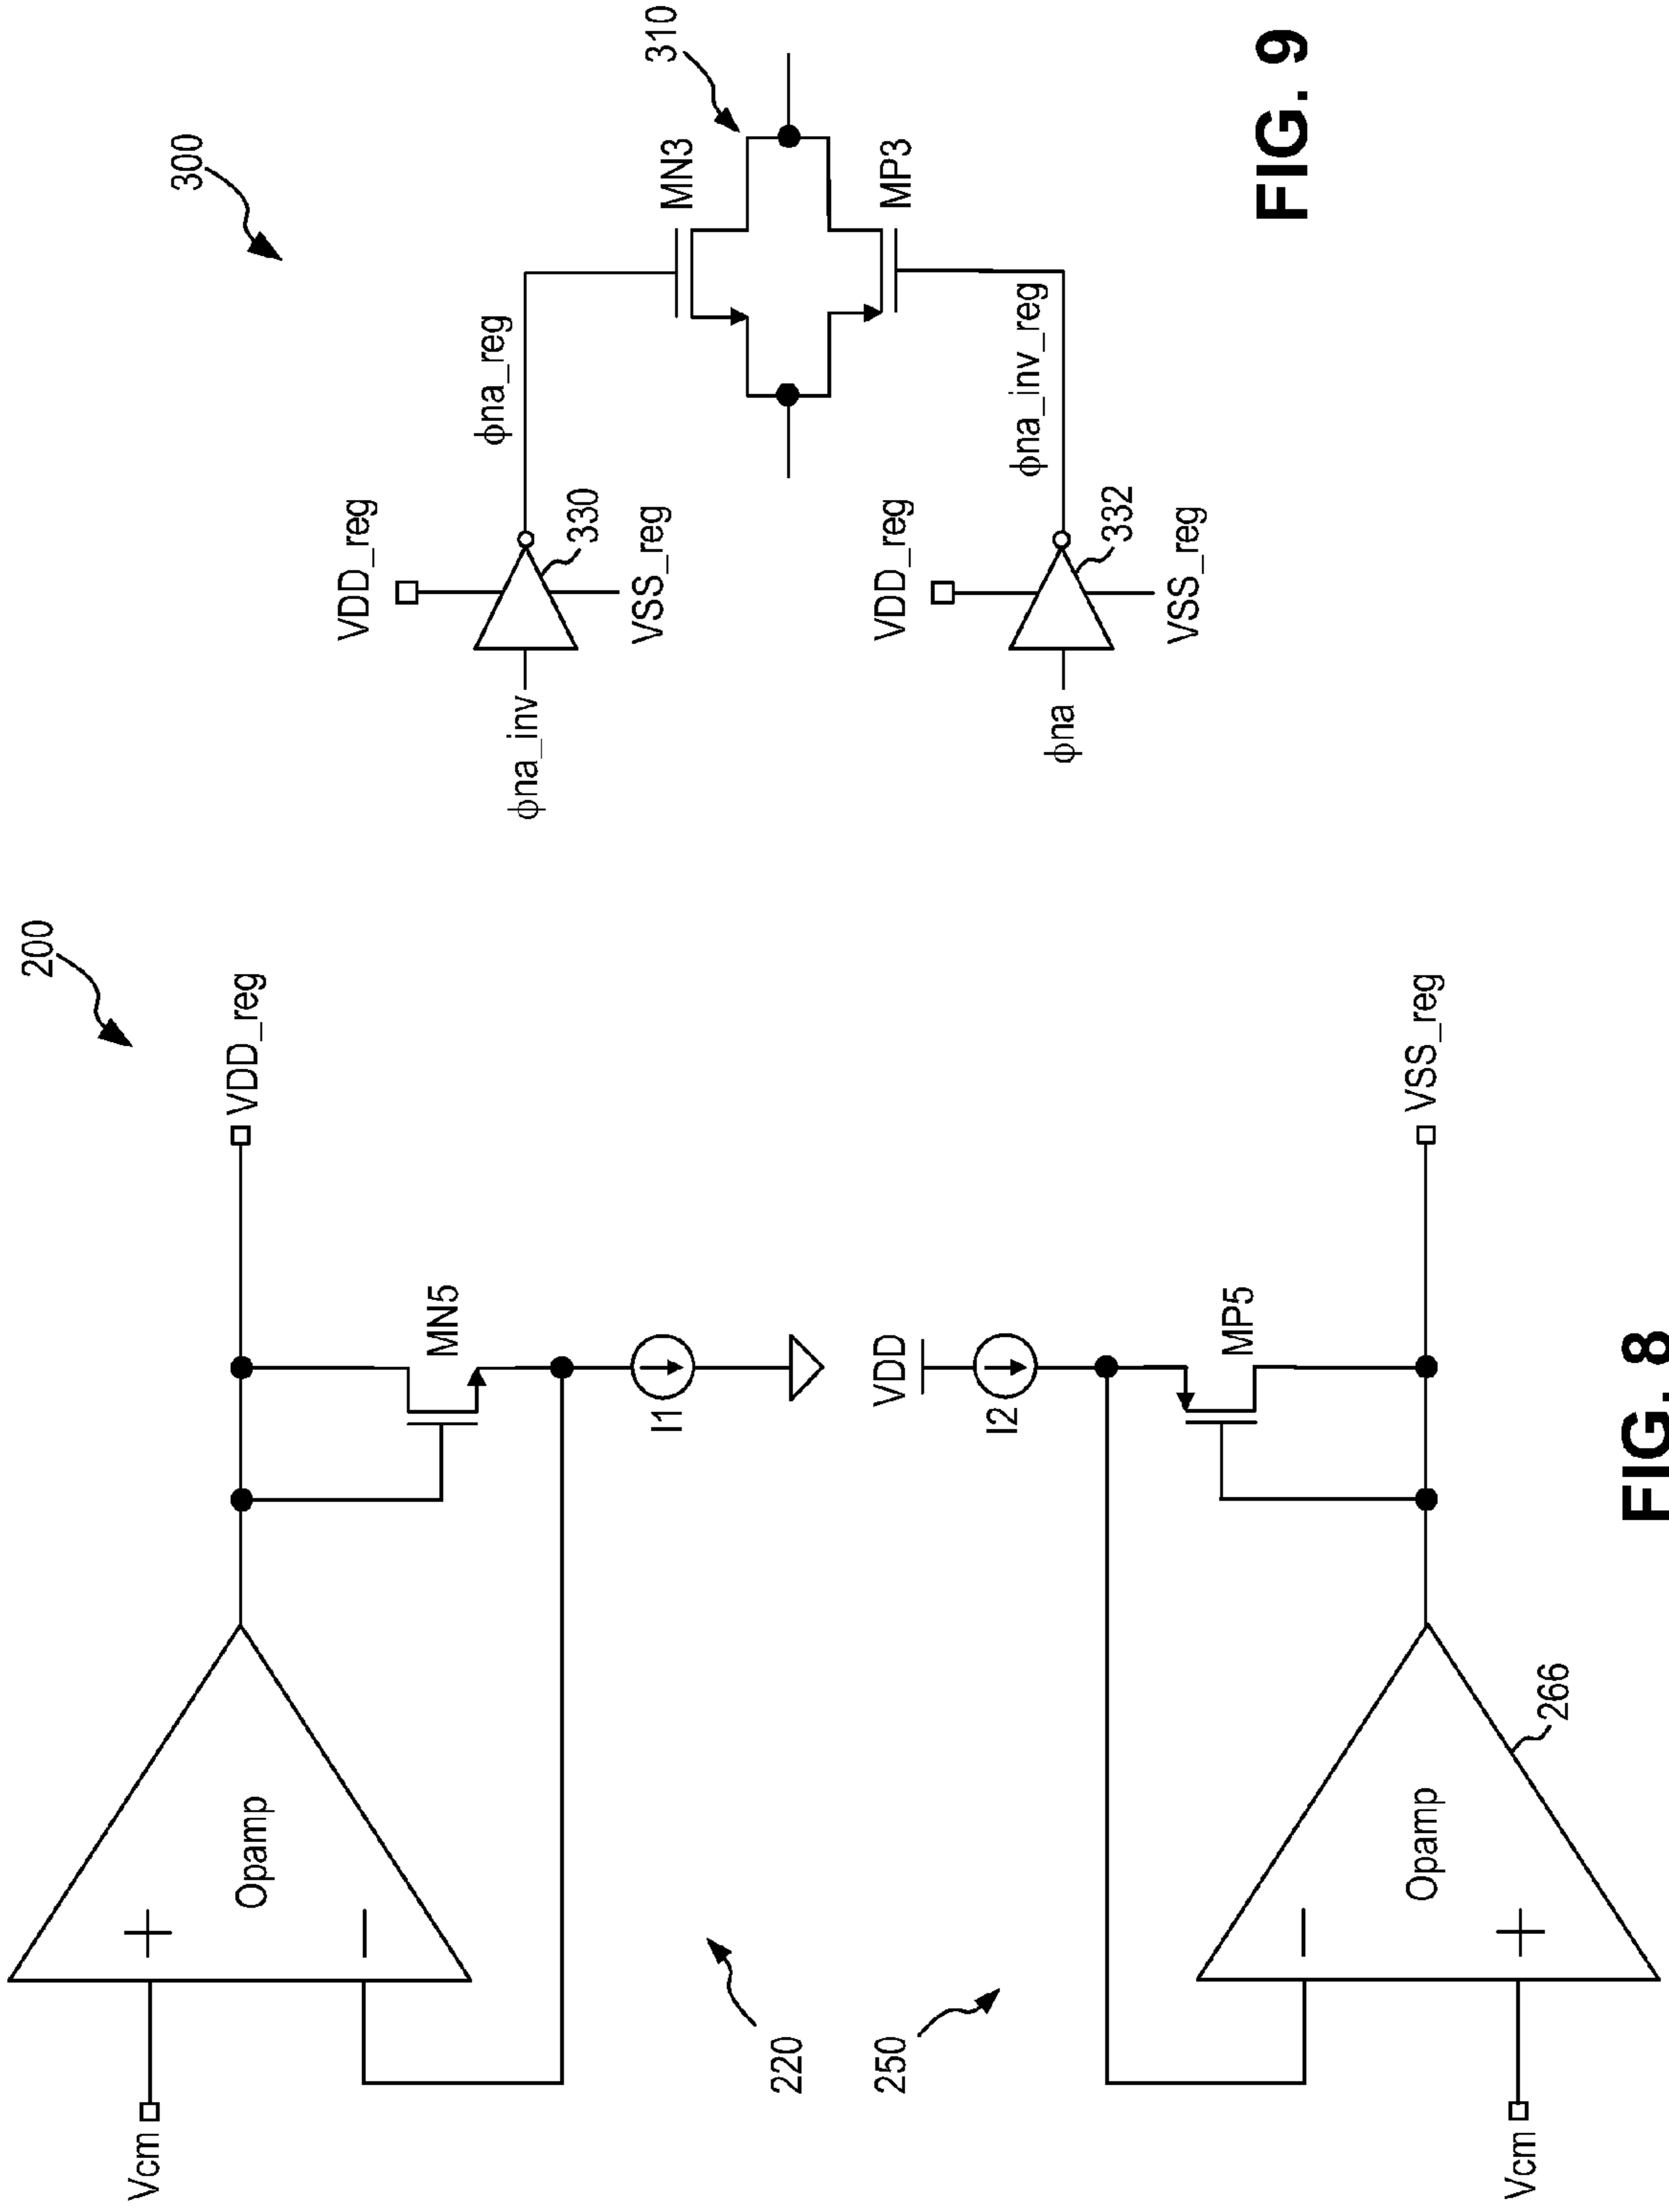 200
Vcm
+
Opamp
−
VDD_reg
MN5
I1
220
250
VDD
I2
MP5
−
Opamp
+
Vcm
266
VSS_reg
FIG. 8
300
310
VDD_reg
ϕna_inv
330
VSS_reg
ϕna_reg
MN3
MP3
VDD_reg
ϕna
332
VSS_reg
ϕna_inv_reg
FIG. 9